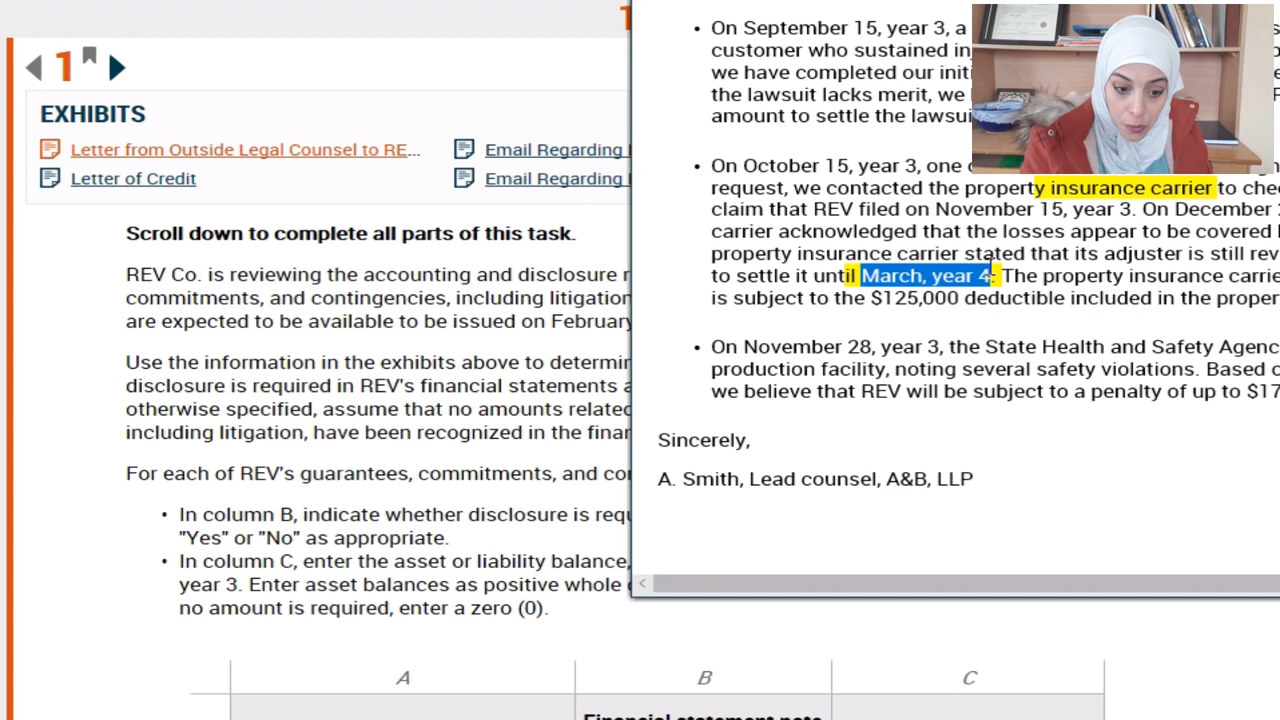 1
EXHIBITS
Letter from Outside Legal Counsel to RE...
Email Regarding
Letter of Credit
Email Regarding
Scroll down to complete all parts of this task.
REV Co. is reviewing the accounting and disclosure
commitments, and contingencies, including litigation
are expected to be available to be issued on February
Use the information in the exhibits above to determin
disclosure is required in REV's financial statements a
otherwise specified, assume that no amounts related
including litigation, have been recognized in the finan
For each of REV's guarantees, commitments, and co
• In column B, indicate whether disclosure is requ
"Yes" or "No" as appropriate.
• In column C, enter the asset or liability balance,
year 3. Enter asset balances as positive whole
no amount is required, enter a zero (0).
A B C
Financial statement note
• On September 15, year 3, a
customer who sustained in
we have completed our initi
the lawsuit lacks merit, we
amount to settle the lawsui
• On October 15, year 3, one
request, we contacted the property insurance carrier to chec
claim that REV filed on November 15, year 3. On December
carrier acknowledged that the losses appear to be covered
property insurance carrier stated that its adjuster is still rev
to settle it until March, year 4. The property insurance carrie
is subject to the $125,000 deductible included in the proper
• On November 28, year 3, the State Health and Safety Agenc
production facility, noting several safety violations. Based
we believe that REV will be subject to a penalty of up to $17
Sincerely,
A. Smith, Lead counsel, A&B, LLP